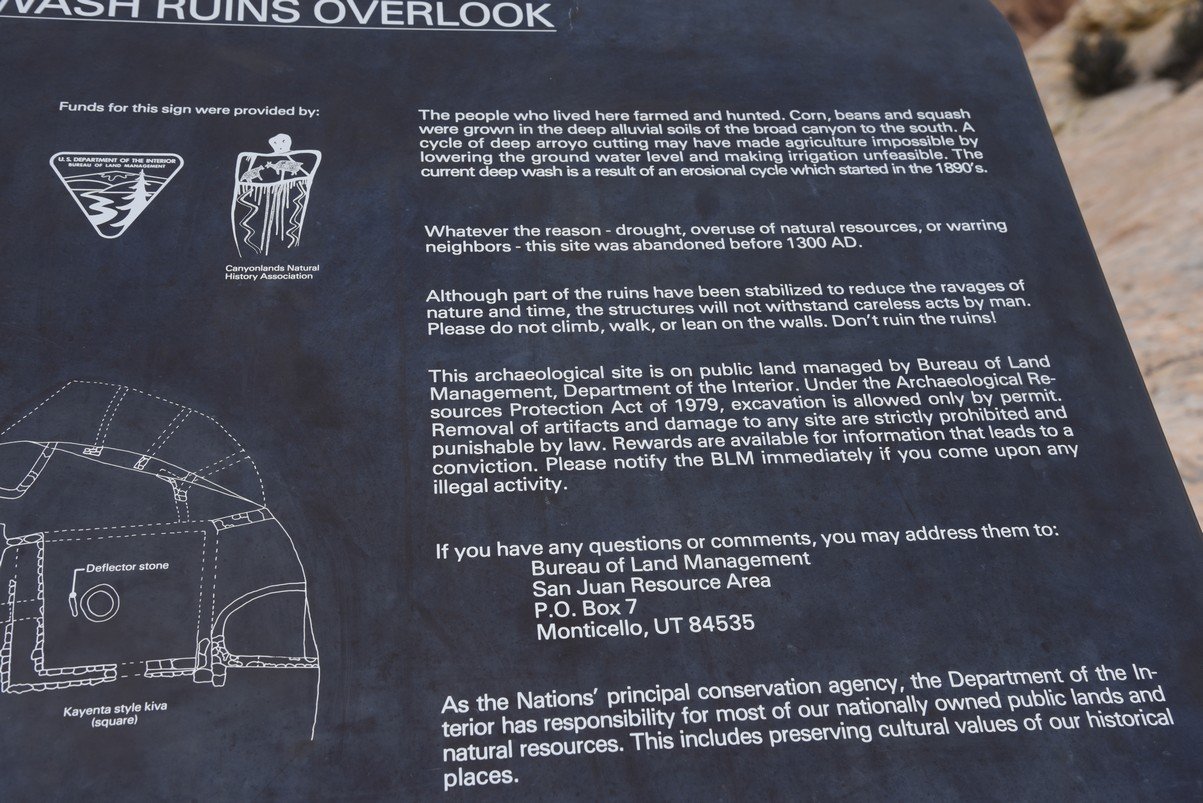 WASH RUINS OVERLOOK
Funds for this sign were provided by:
U.S. DEPARTMENT OF THE INTERIOR
BUREAU OF LAND MANAGEMENT
Canyonlands Natural
History Association
Deflector stone
Kayenta style kiva
(square)
The people who lived here farmed and hunted. Corn, beans and squash
were grown in the deep alluvial soils of the broad canyon to the south. A
cycle of deep arroyo cutting may have made agriculture impossible by
lowering the ground water level and making irrigation unfeasible. The
current deep wash is a result of an erosional cycle which started in the 1890's.
Whatever the reason - drought, overuse of natural resources, or warring
neighbors - this site was abandoned before 1300 AD.
Although part of the ruins have been stabilized to reduce the ravages of
nature and time, the structures will not withstand careless acts by man.
Please do not climb, walk, or lean on the walls. Don't ruin the ruins!
This archaeological site is on public land managed by Bureau of Land
Management, Department of the Interior. Under the Archaeological Re-
sources Protection Act of 1979, excavation is allowed only by permit.
Removal of artifacts and damage to any site are strictly prohibited and
punishable by law. Rewards are available for information that leads to a
conviction. Please notify the BLM immediately if you come upon any
illegal activity.
If you have any questions or comments, you may address them to:
Bureau of Land Management
San Juan Resource Area
P.O. Box 7
Monticello, UT 84535
As the Nations' principal conservation agency, the Department of the In-
terior has responsibility for most of our nationally owned public lands and
natural resources. This includes preserving cultural values of our historical
places.